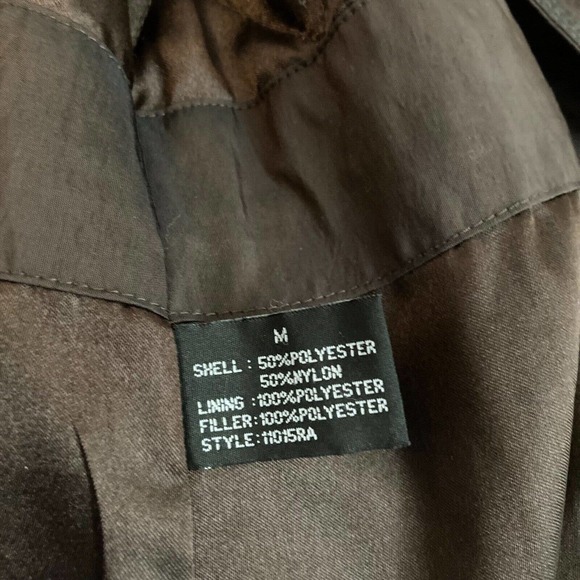 M
SHELL : 50%POLYESTER
50%NYLON
LINING :100%POLYESTER
FILLER:100%POLYESTER
STYLE:11015RA